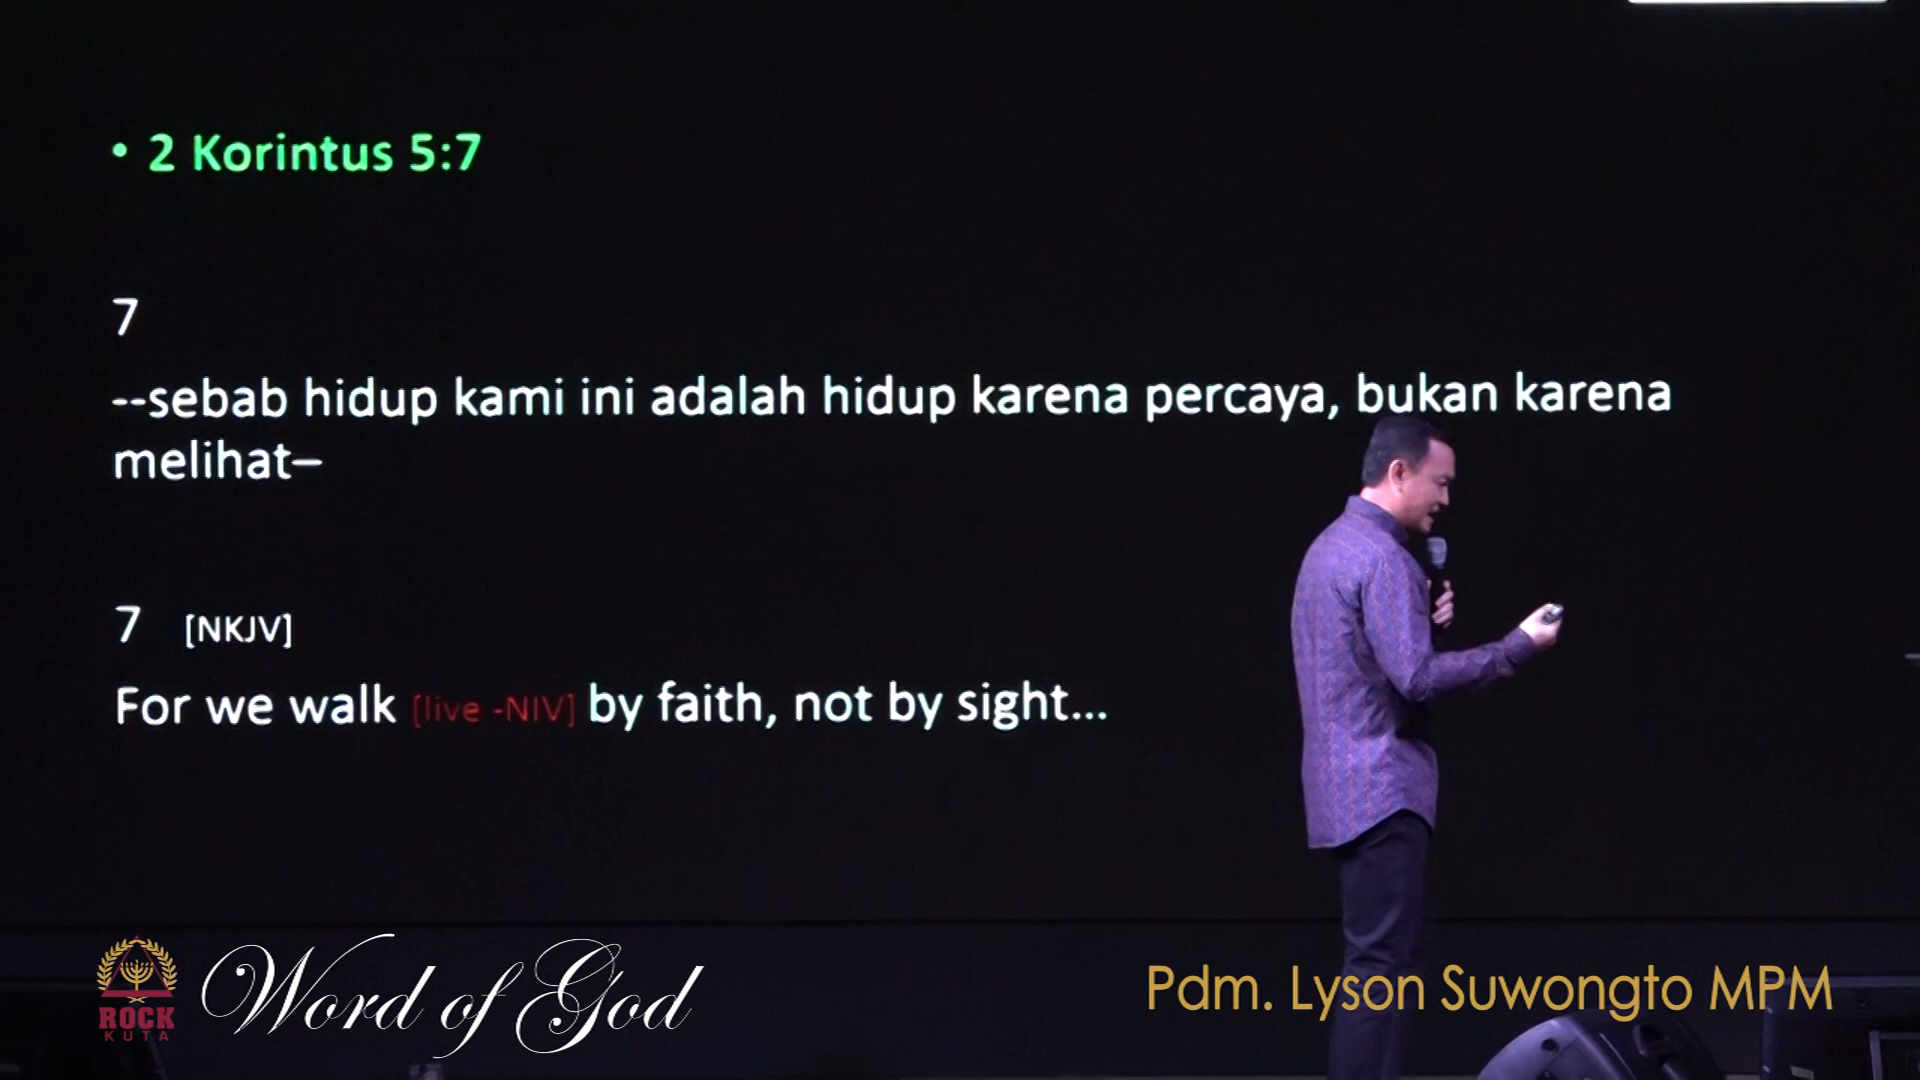 • 2 Korintus 5:7
7
--sebab hidup kami ini adalah hidup karena percaya, bukan karena
melihat–
7 [NKJV]
For we walk [live -NIV] by faith, not by sight...
ROCK
KUTA
Word of God
Pdm. Lyson Suwongto MPM